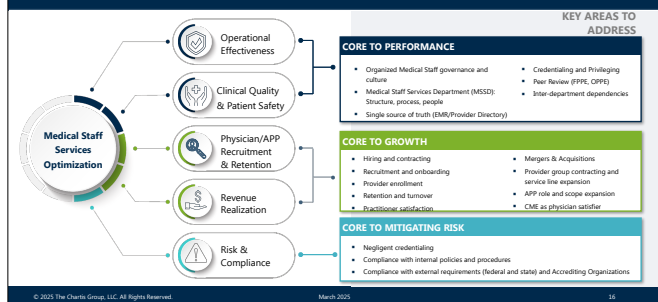 KEY AREAS TO
ADDRESS
Medical Staff
Services
Optimization
Operational
Effectiveness
Clinical Quality
& Patient Safety
Physician/APP
Recruitment
& Retention
Revenue
Realization
Risk &
Compliance
CORE TO PERFORMANCE
• Organized Medical Staff governance and
culture
• Medical Staff Services Department (MSSD):
Structure, process, people
• Single source of truth (EMR/Provider Directory)
• Credentialing and Privileging
• Peer Review (FPPE, OPPE)
• Inter-department dependencies
CORE TO GROWTH
• Hiring and contracting
• Recruitment and onboarding
• Provider enrollment
• Retention and turnover
• Practitioner satisfaction
• Mergers & Acquisitions
• Provider group contracting and
service line expansion
• APP role and scope expansion
• CME as physician satisfier
CORE TO MITIGATING RISK
• Negligent credentialing
• Compliance with internal policies and procedures
• Compliance with external requirements (federal and state) and Accrediting Organizations
© 2025 The Chartis Group, LLC. All Rights Reserved.
March 2025
16